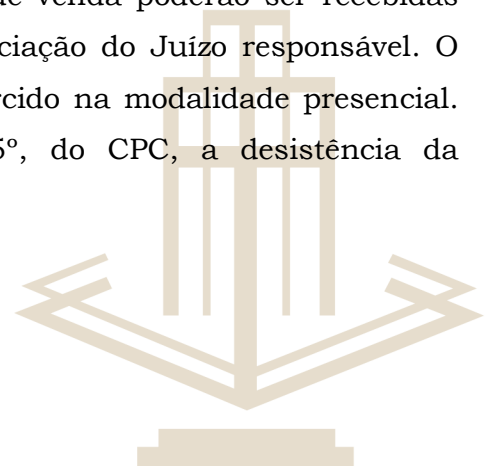 de venda poderão ser recebidas
ciação do Juízo responsável. O
rcido na modalidade presencial.
5º, do CPC, a desistência da